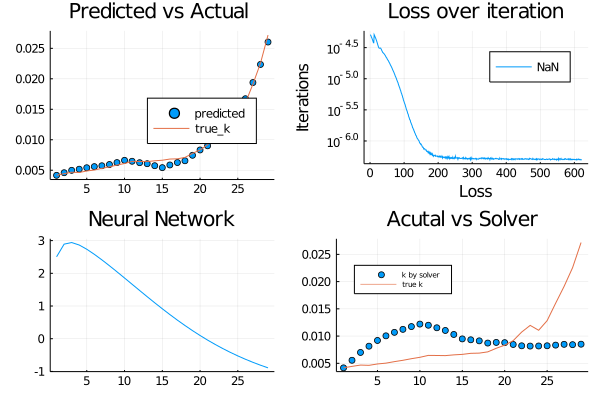 Predicted vs Actual
0.025
0.020
0.015
0.010
0.005
predicted
true_k
5 10 15 20 25
Loss over iteration
Iterations
10^-4.5
10^-5.0
10^-5.5
10^-6.0
NaN
0 100 200 300 400 500 600
Loss
Neural Network
3
2
1
0
-1
5 10 15 20 25
Acutal vs Solver
0.025
0.020
0.015
0.010
0.005
k by solver
true k
5 10 15 20 25